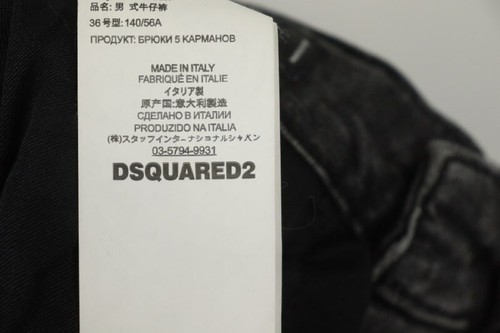 品名: 男 式牛仔裤
36号型: 140/56A
ПРОДУКТ: БРЮКИ 5 КАРМАНОВ
MADE IN ITALY
FABRIQUÉ EN ITALIE
イタリア製
原产国:意大利製造
СДЕЛАНО В ИТАЛИИ
PRODUZIDO NA ITALIA
(株)スタッフインターナショナルジャパン
03-5794-9931
DSQUARED2